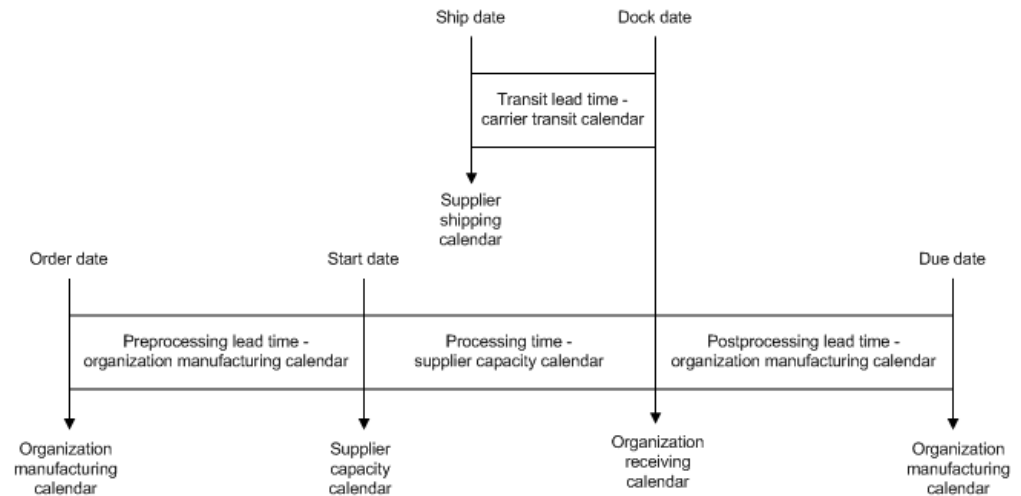 Ship date
Dock date
Transit lead time -
carrier transit calendar
Supplier
shipping
calendar
Order date
Start date
Due date
Preprocessing lead time -
organization manufacturing calendar
Processing time -
supplier capacity calendar
Postprocessing lead time -
organization manufacturing calendar
Organization
manufacturing
calendar
Supplier
capacity
calendar
Organization
receiving
calendar
Organization
manufacturing
calendar